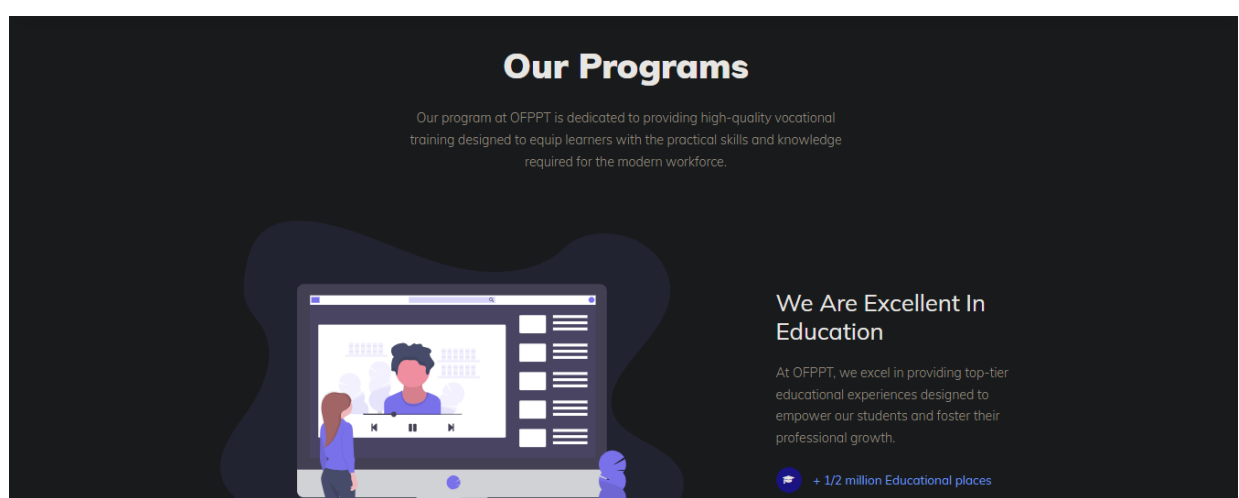 Our Programs
Our program at OFPPT is dedicated to providing high-quality vocational
training designed to equip learners with the practical skills and knowledge
required for the modern workforce.
We Are Excellent In
Education
At OFPPT, we excel in providing top-tier
educational experiences designed to
empower our students and foster their
professional growth.
+ 1/2 million Educational places